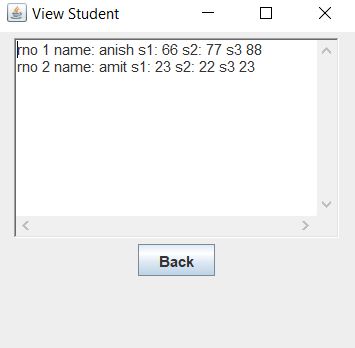 View Student
rno 1 name: anish s1: 66 s2: 77 s3 88
rno 2 name: amit s1: 23 s2: 22 s3 23
Back